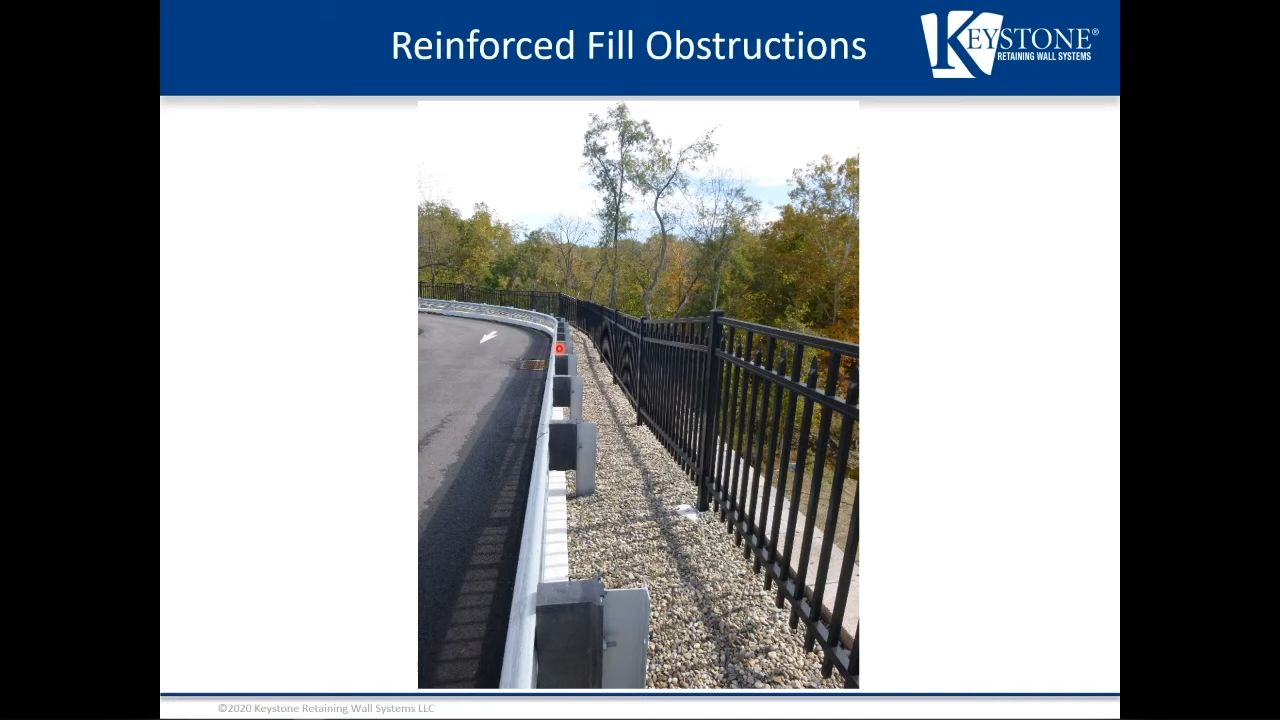 Reinforced Fill Obstructions
KEYSTONE®
RETAINING WALL SYSTEMS
©2020 Keystone Retaining Wall Systems LLC